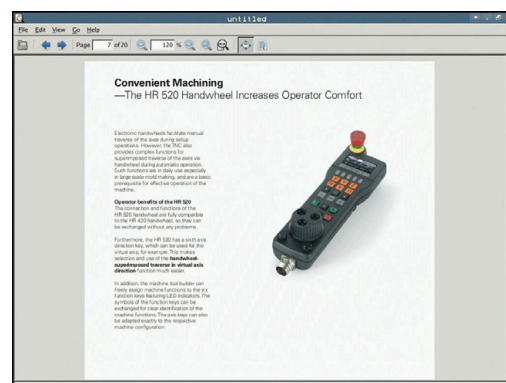 untitled
File Edit View Go Help
Page 7 of 20 120 %
Convenient Machining
—The HR 520 Handwheel Increases Operator Comfort
Electronic handwheels facilitate manual
traverse of the axes during setup
operations. However, the TNC also
provides complex functions for
superimposed traverse of the axes via
handwheel during automatic operation.
Such functions are in daily use especially
in large scale mold making, and are a basic
prerequisite for effective operation of the
machine.
Operator benefits of the HR 520
The connection and functions of the
HR 520 handwheel are fully compatible
to the HR 420 handwheel, so they can
be exchanged without any problems.
Furthermore, the HR 520 has a sixth axis
direction key, which can be used for the
virtual axis, for example. This makes
selection and use of the handwheel-
superimposed traverse in virtual axis
direction function much easier.
In addition, the machine tool builder can
freely assign machine functions to the six
function keys featuring LED indicators. The
symbols of the function keys can be
exchanged for clear identification of the
machine functions. The axis keys can also
be adapted exactly to the respective
machine configuration.